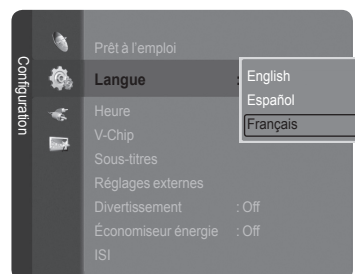 Configuration
Prêt à l'emploi
Langue :
English
Español
Français
Heure
V-Chip
Sous-titres
Réglages externes
Divertissement : Off
Économiseur énergie : Off
ISI